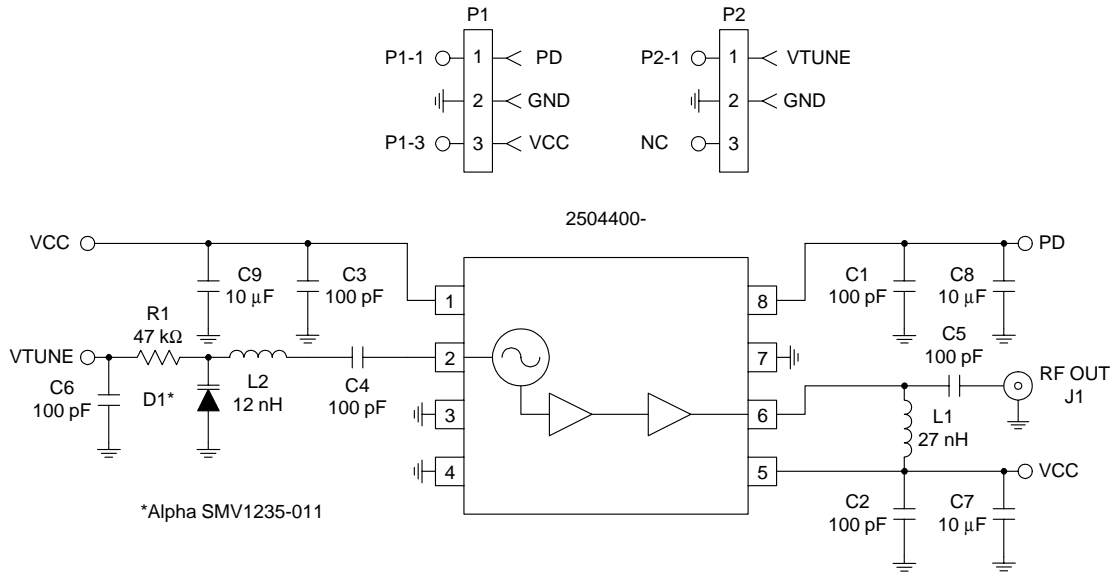 P1
P2
P1-1
1
PD
2
GND
P1-3
3
VCC
P2-1
1
VTUNE
2
GND
NC
3
2504400-
VCC
C9
10 μF
C3
100 pF
1
R1
47 kΩ
VTUNE
C6
100 pF
D1*
L2
12 nH
C4
100 pF
2
3
4
*Alpha SMV1235-011
8
7
6
5
C1
100 pF
C8
10 μF
PD
C5
100 pF
RF OUT
J1
L1
27 nH
VCC
C2
100 pF
C7
10 μF